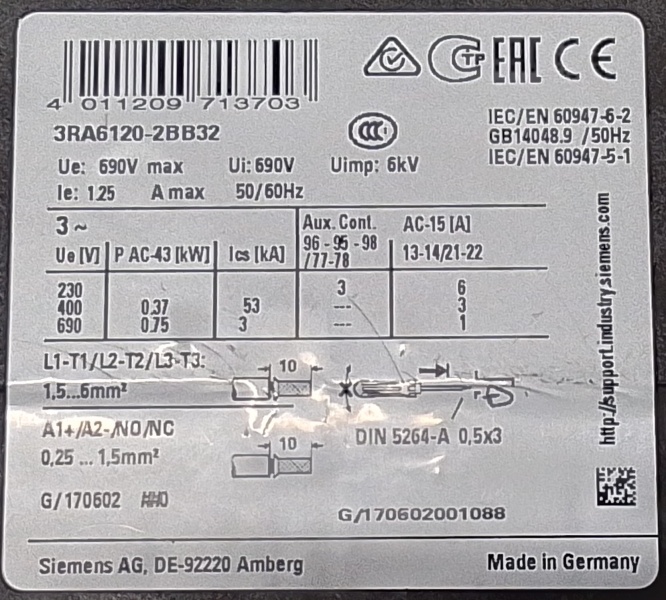 4 011209 713703
EAC CE
3RA6120-2BB32
CCC
IEC/EN 60947-6-2
GB14048.9 /50Hz
IEC/EN 60947-5-1
Ue: 690V max Ui: 690V Uimp: 6kV
Ie: 1.25 A max 50/60Hz
3~
Ue [V] P AC-43 [kW] Ics [kA]
Aux. Cont. AC-15 [A]
96 - 95 - 98
/77-78 13-14/21-22
230 3 6
400 0.37 53 --- 3
690 0.75 3 --- 1
L1-T1/L2-T2/L3-T3: 10
1,5...6mm²
A1+/A2-/NO/NC 10 DIN 5264-A 0,5x3
0,25 ... 1,5mm²
G/170602
G/170602001088
http://support.industry.siemens.com
Siemens AG, DE-92220 Amberg Made in Germany